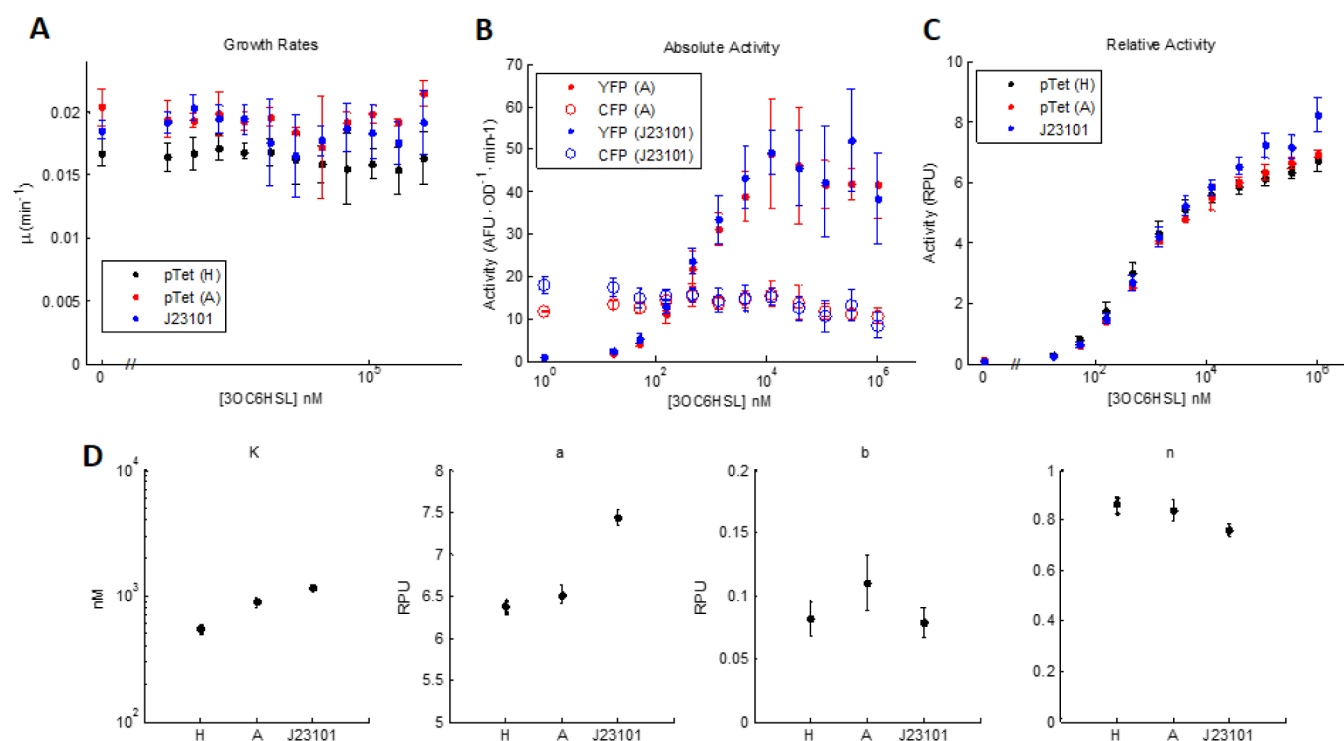 A
Growth Rates
0.02
0.015
0.01
0.005
0
μ (min⁻¹)
pTet (H)
pTet (A)
J23101
0
//
10⁵
[3OC6HSL] nM
B
Absolute Activity
70
60
50
40
30
20
10
0
Activity (AFU · OD⁻¹· min-1)
YFP (A)
CFP (A)
YFP (J23101)
CFP (J23101)
10⁰
10²
10⁴
10⁶
[3OC6HSL] nM
C
Relative Activity
10
8
6
4
2
0
Activity (RPU)
pTet (H)
pTet (A)
J23101
0
//
10²
10⁴
10⁶
[3OC6HSL] nM
D
K
10⁴
10³
10²
nM
H A J23101
a
8
7.5
7
6.5
6
5.5
5
RPU
H A J23101
b
0.2
0.15
0.1
0.05
0
RPU
H A J23101
n
1
0.8
0.6
0.4
0.2
0
H A J23101